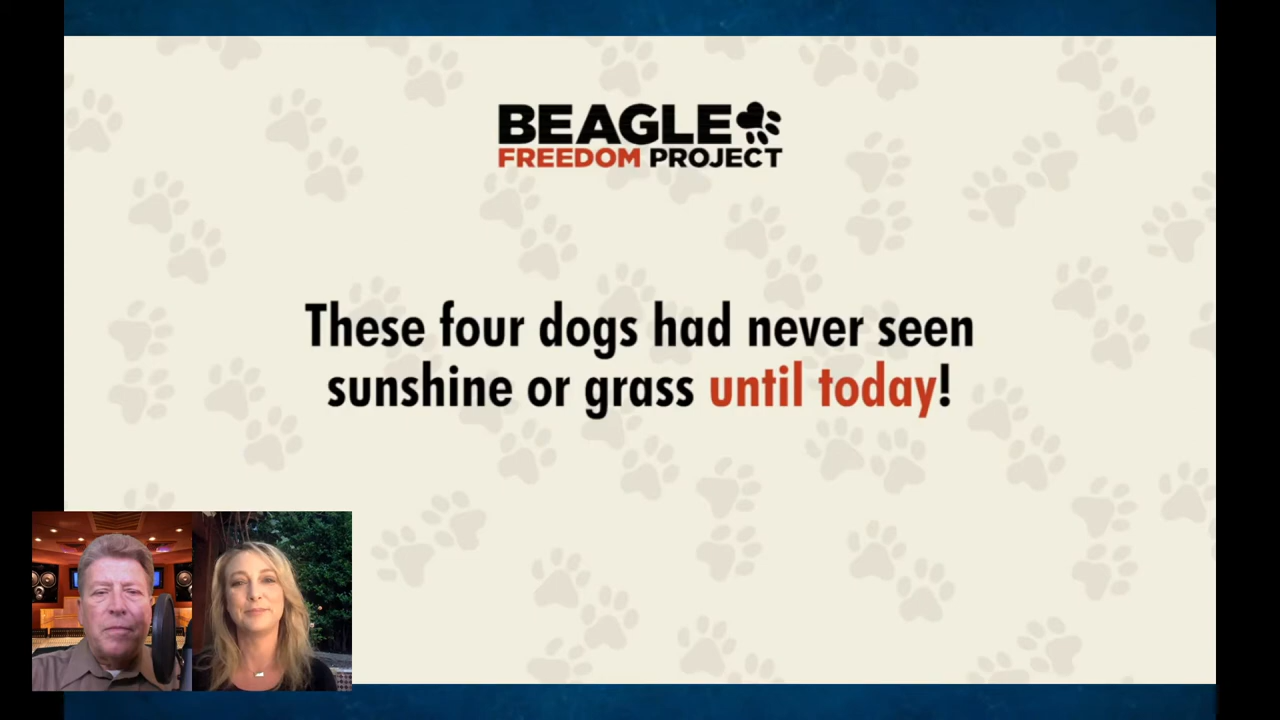 BEAGLE
FREEDOM PROJECT
These four dogs had never seen
sunshine or grass until today!